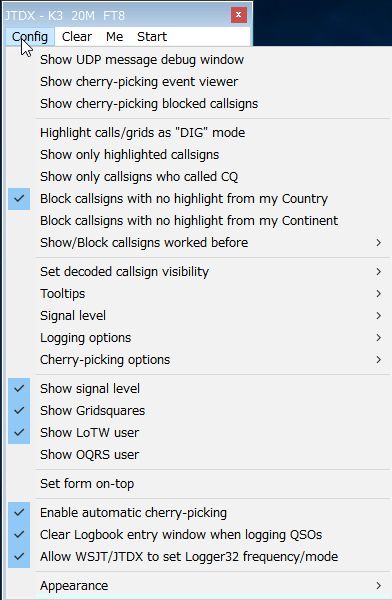 JTDX - K3 20M FT8
Config Clear Me Start
Show UDP message debug window
Show cherry-picking event viewer
Show cherry-picking blocked callsigns
Highlight calls/grids as "DIG" mode
Show only highlighted callsigns
Show only callsigns who called CQ
Block callsigns with no highlight from my Country
Block callsigns with no highlight from my Continent
Show/Block callsigns worked before
Set decoded callsign visibility
Tooltips
Signal level
Logging options
Cherry-picking options
Show signal level
Show Gridsquares
Show LoTW user
Show OQRS user
Set form on-top
Enable automatic cherry-picking
Clear Logbook entry window when logging QSOs
Allow WSJT/JTDX to set Logger32 frequency/mode
Appearance